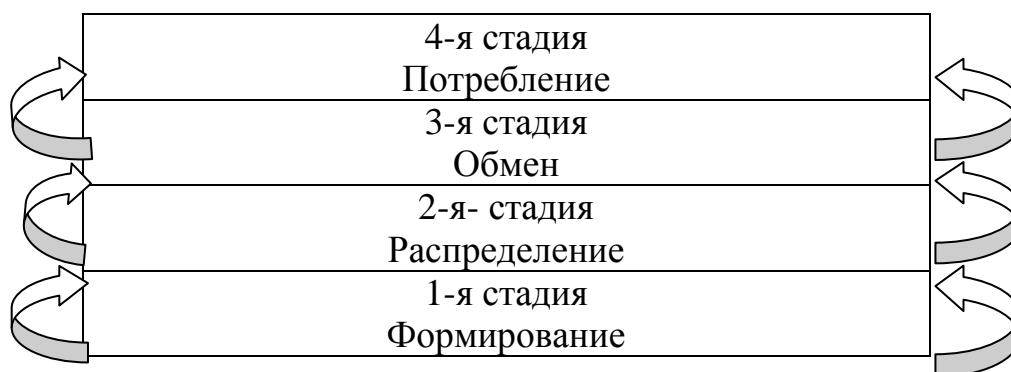 4-я стадия
Потребление
3-я стадия
Обмен
2-я- стадия
Распределение
1-я стадия
Формирование